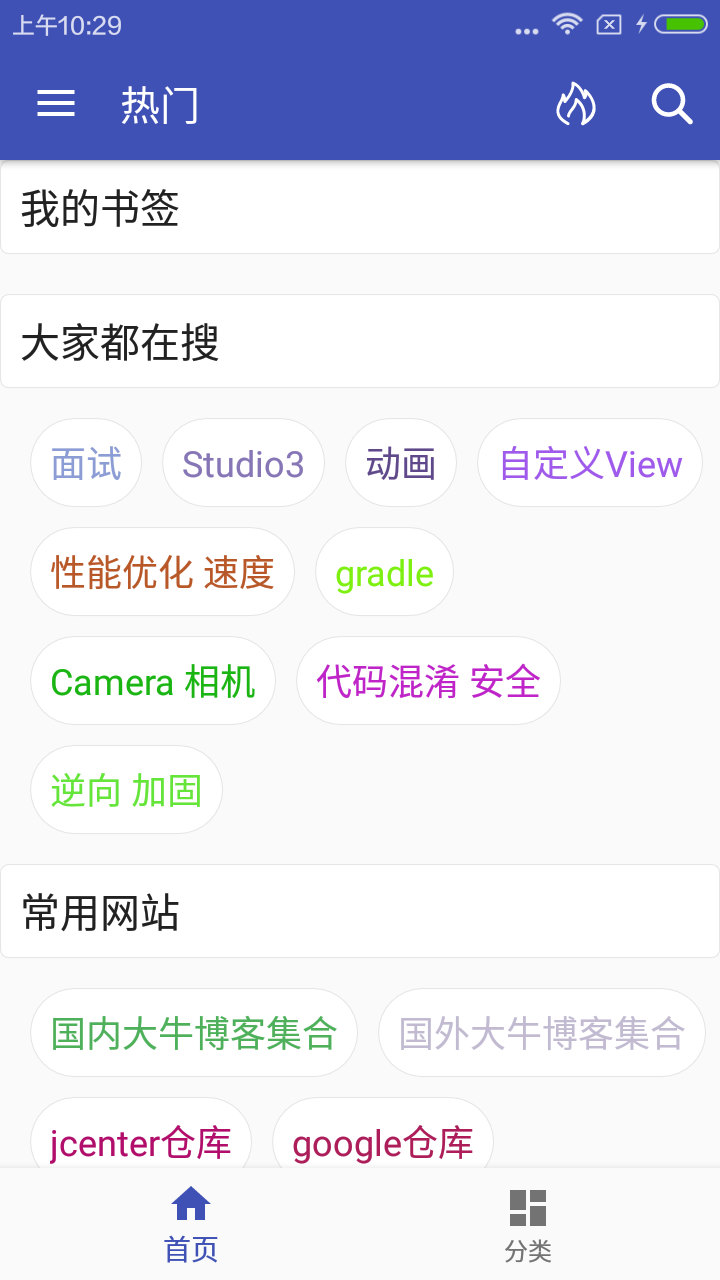 上午10:29
热门
我的书签
大家都在搜
面试 Studio3 动画 自定义View
性能优化 速度 gradle
Camera 相机 代码混淆 安全
逆向 加固
常用网站
国内大牛博客集合 国外大牛博客集合
jcenter仓库 google仓库
首页 分类